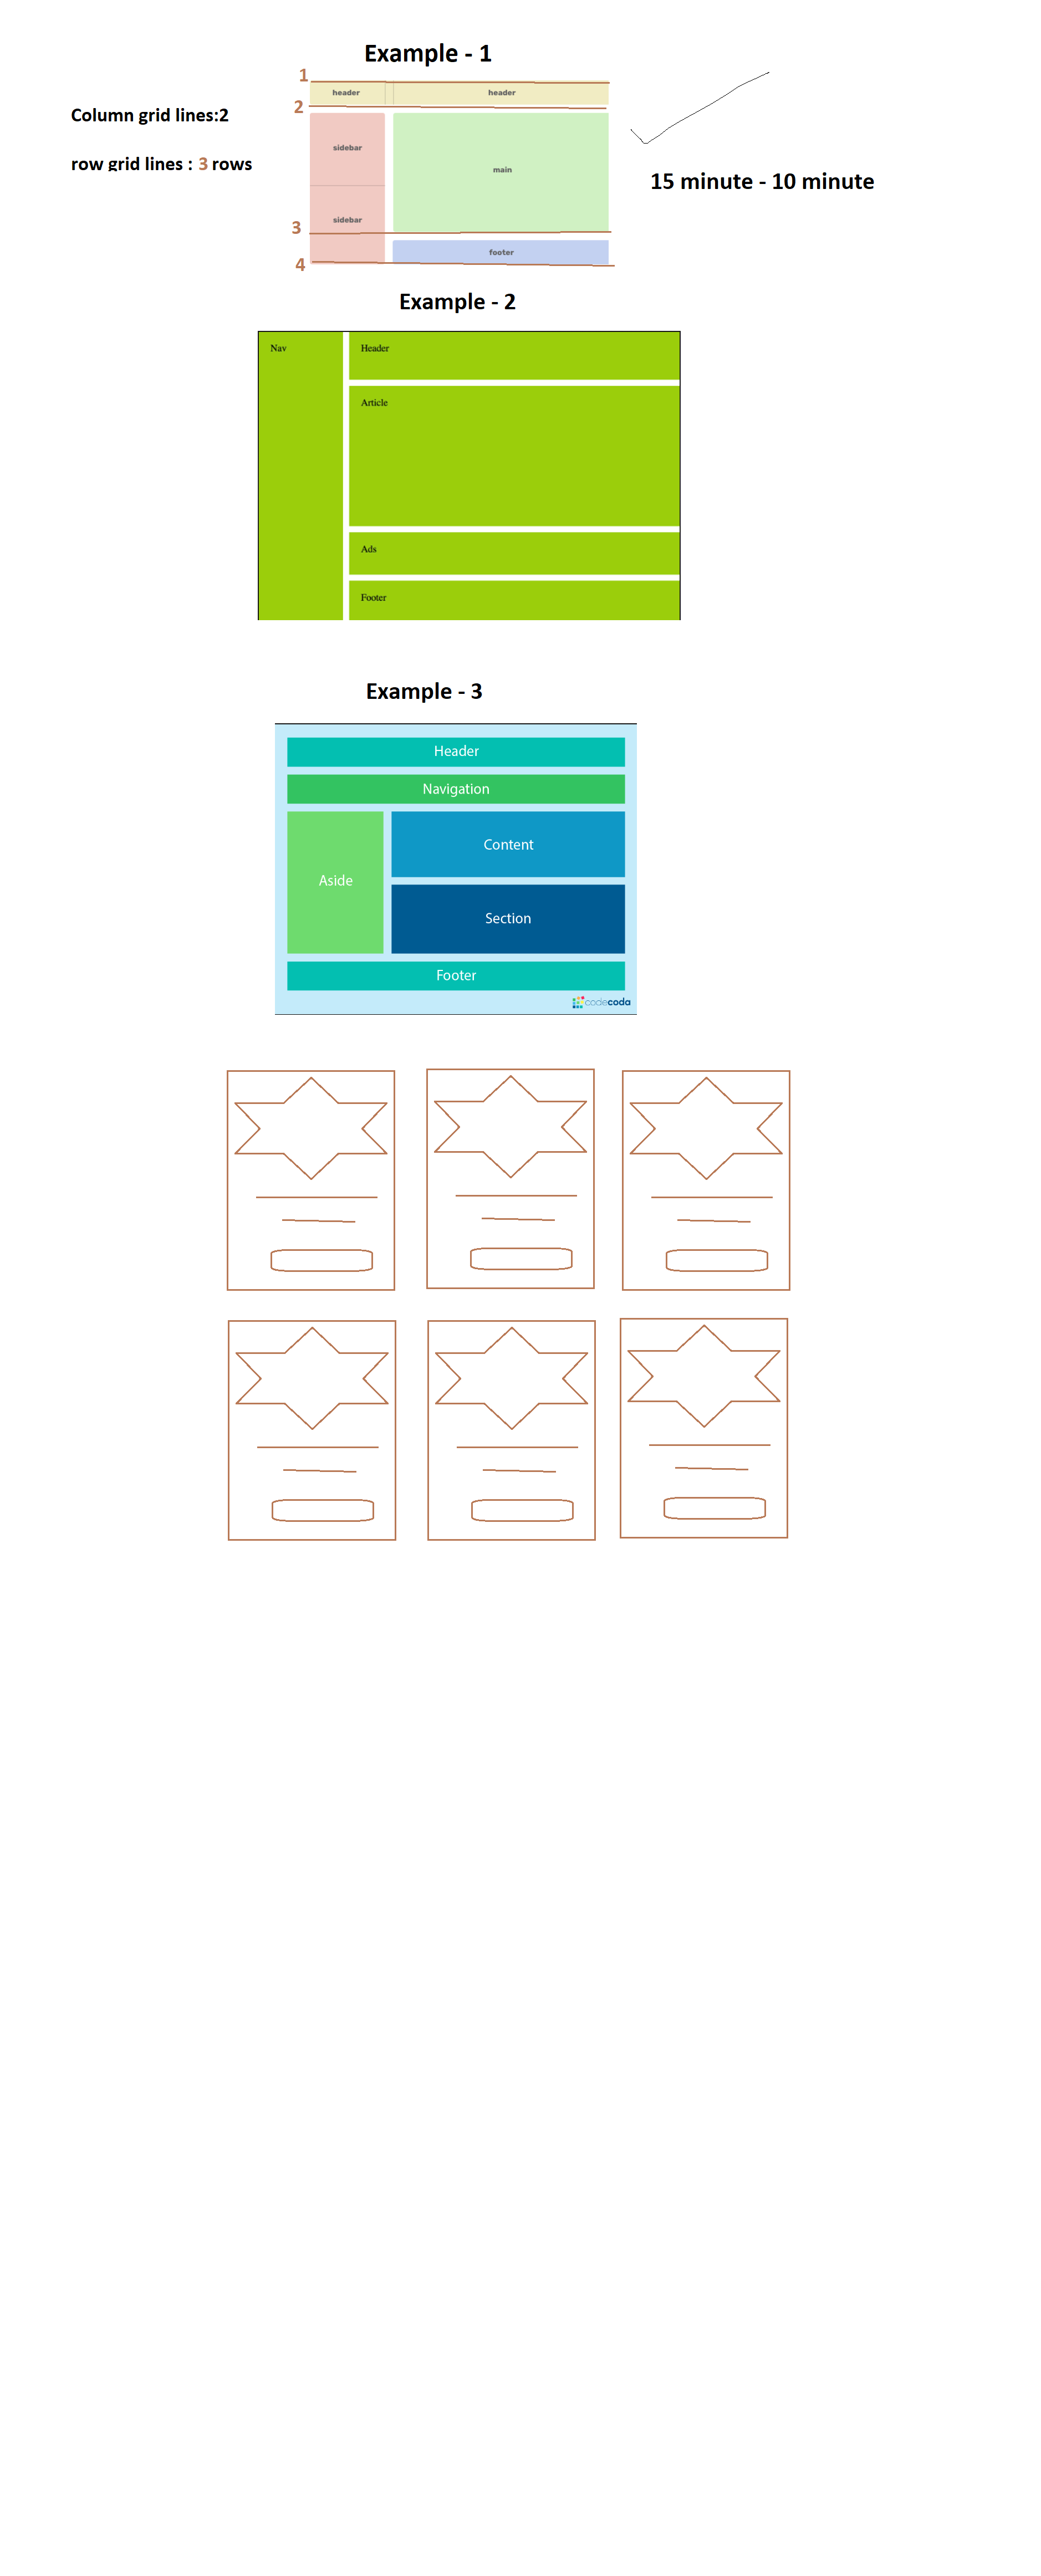 Example - 1
1
header header
2
Column grid lines:2
sidebar
row grid lines : 3 rows
main
15 minute - 10 minute
sidebar
3
footer
4
Example - 2
Nav
Header
Article
Ads
Footer
Example - 3
Header
Navigation
Content
Aside
Section
Footer
codecoda